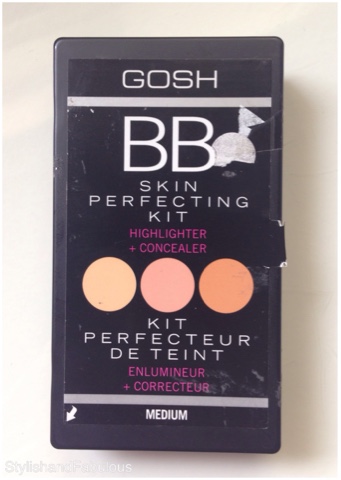 GOSH
BB
SKIN
PERFECTING
KIT
HIGHLIGHTER
+ CONCEALER
KIT
PERFECTEUR
DE TEINT
ENLUMINEUR
+ CORRECTEUR
MEDIUM